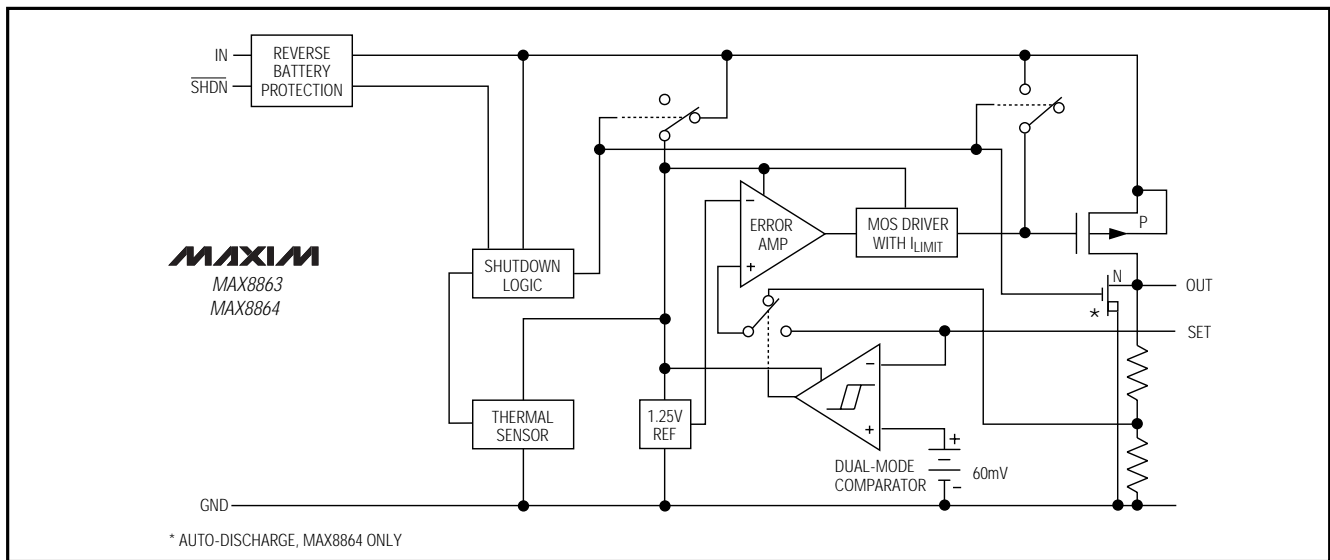 IN
SHDN
REVERSE
BATTERY
PROTECTION
MAXIM
MAX8863
MAX8864
SHUTDOWN
LOGIC
THERMAL
SENSOR
1.25V
REF
−
+
ERROR
AMP
MOS DRIVER
WITH ILIMIT
P
N
*
OUT
SET
−
+
DUAL-MODE
COMPARATOR
+
−
60mV
GND
* AUTO-DISCHARGE, MAX8864 ONLY